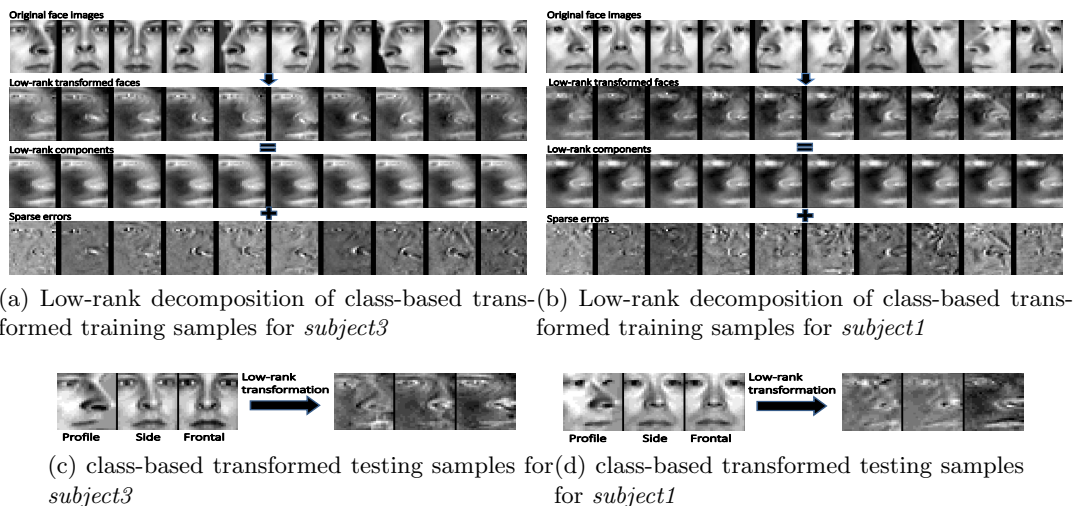 Original face images
Low-rank transformed faces
Low-rank components
Sparse errors
(a) Low-rank decomposition of class-based trans-
formed training samples for subject3
Original face images
Low-rank transformed faces
Low-rank components
Sparse errors
(b) Low-rank decomposition of class-based trans-
formed training samples for subject1
Low-rank
transformation
Profile Side Frontal
(c) class-based transformed testing samples for
subject3
Low-rank
transformation
Profile Side Frontal
(d) class-based transformed testing samples
for subject1